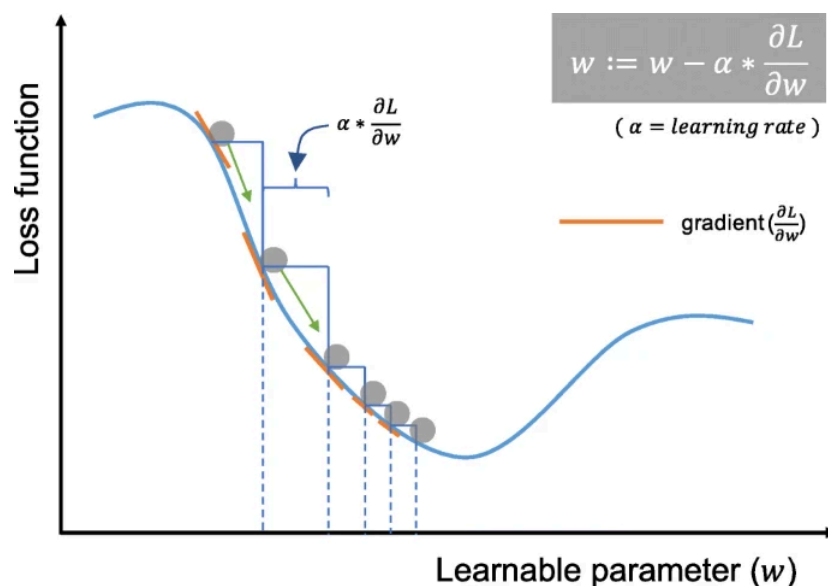 w := w − α * ∂L/∂w
( α = learning rate )
α * ∂L/∂w
gradient (∂L/∂w)
Loss function
Learnable parameter (w)